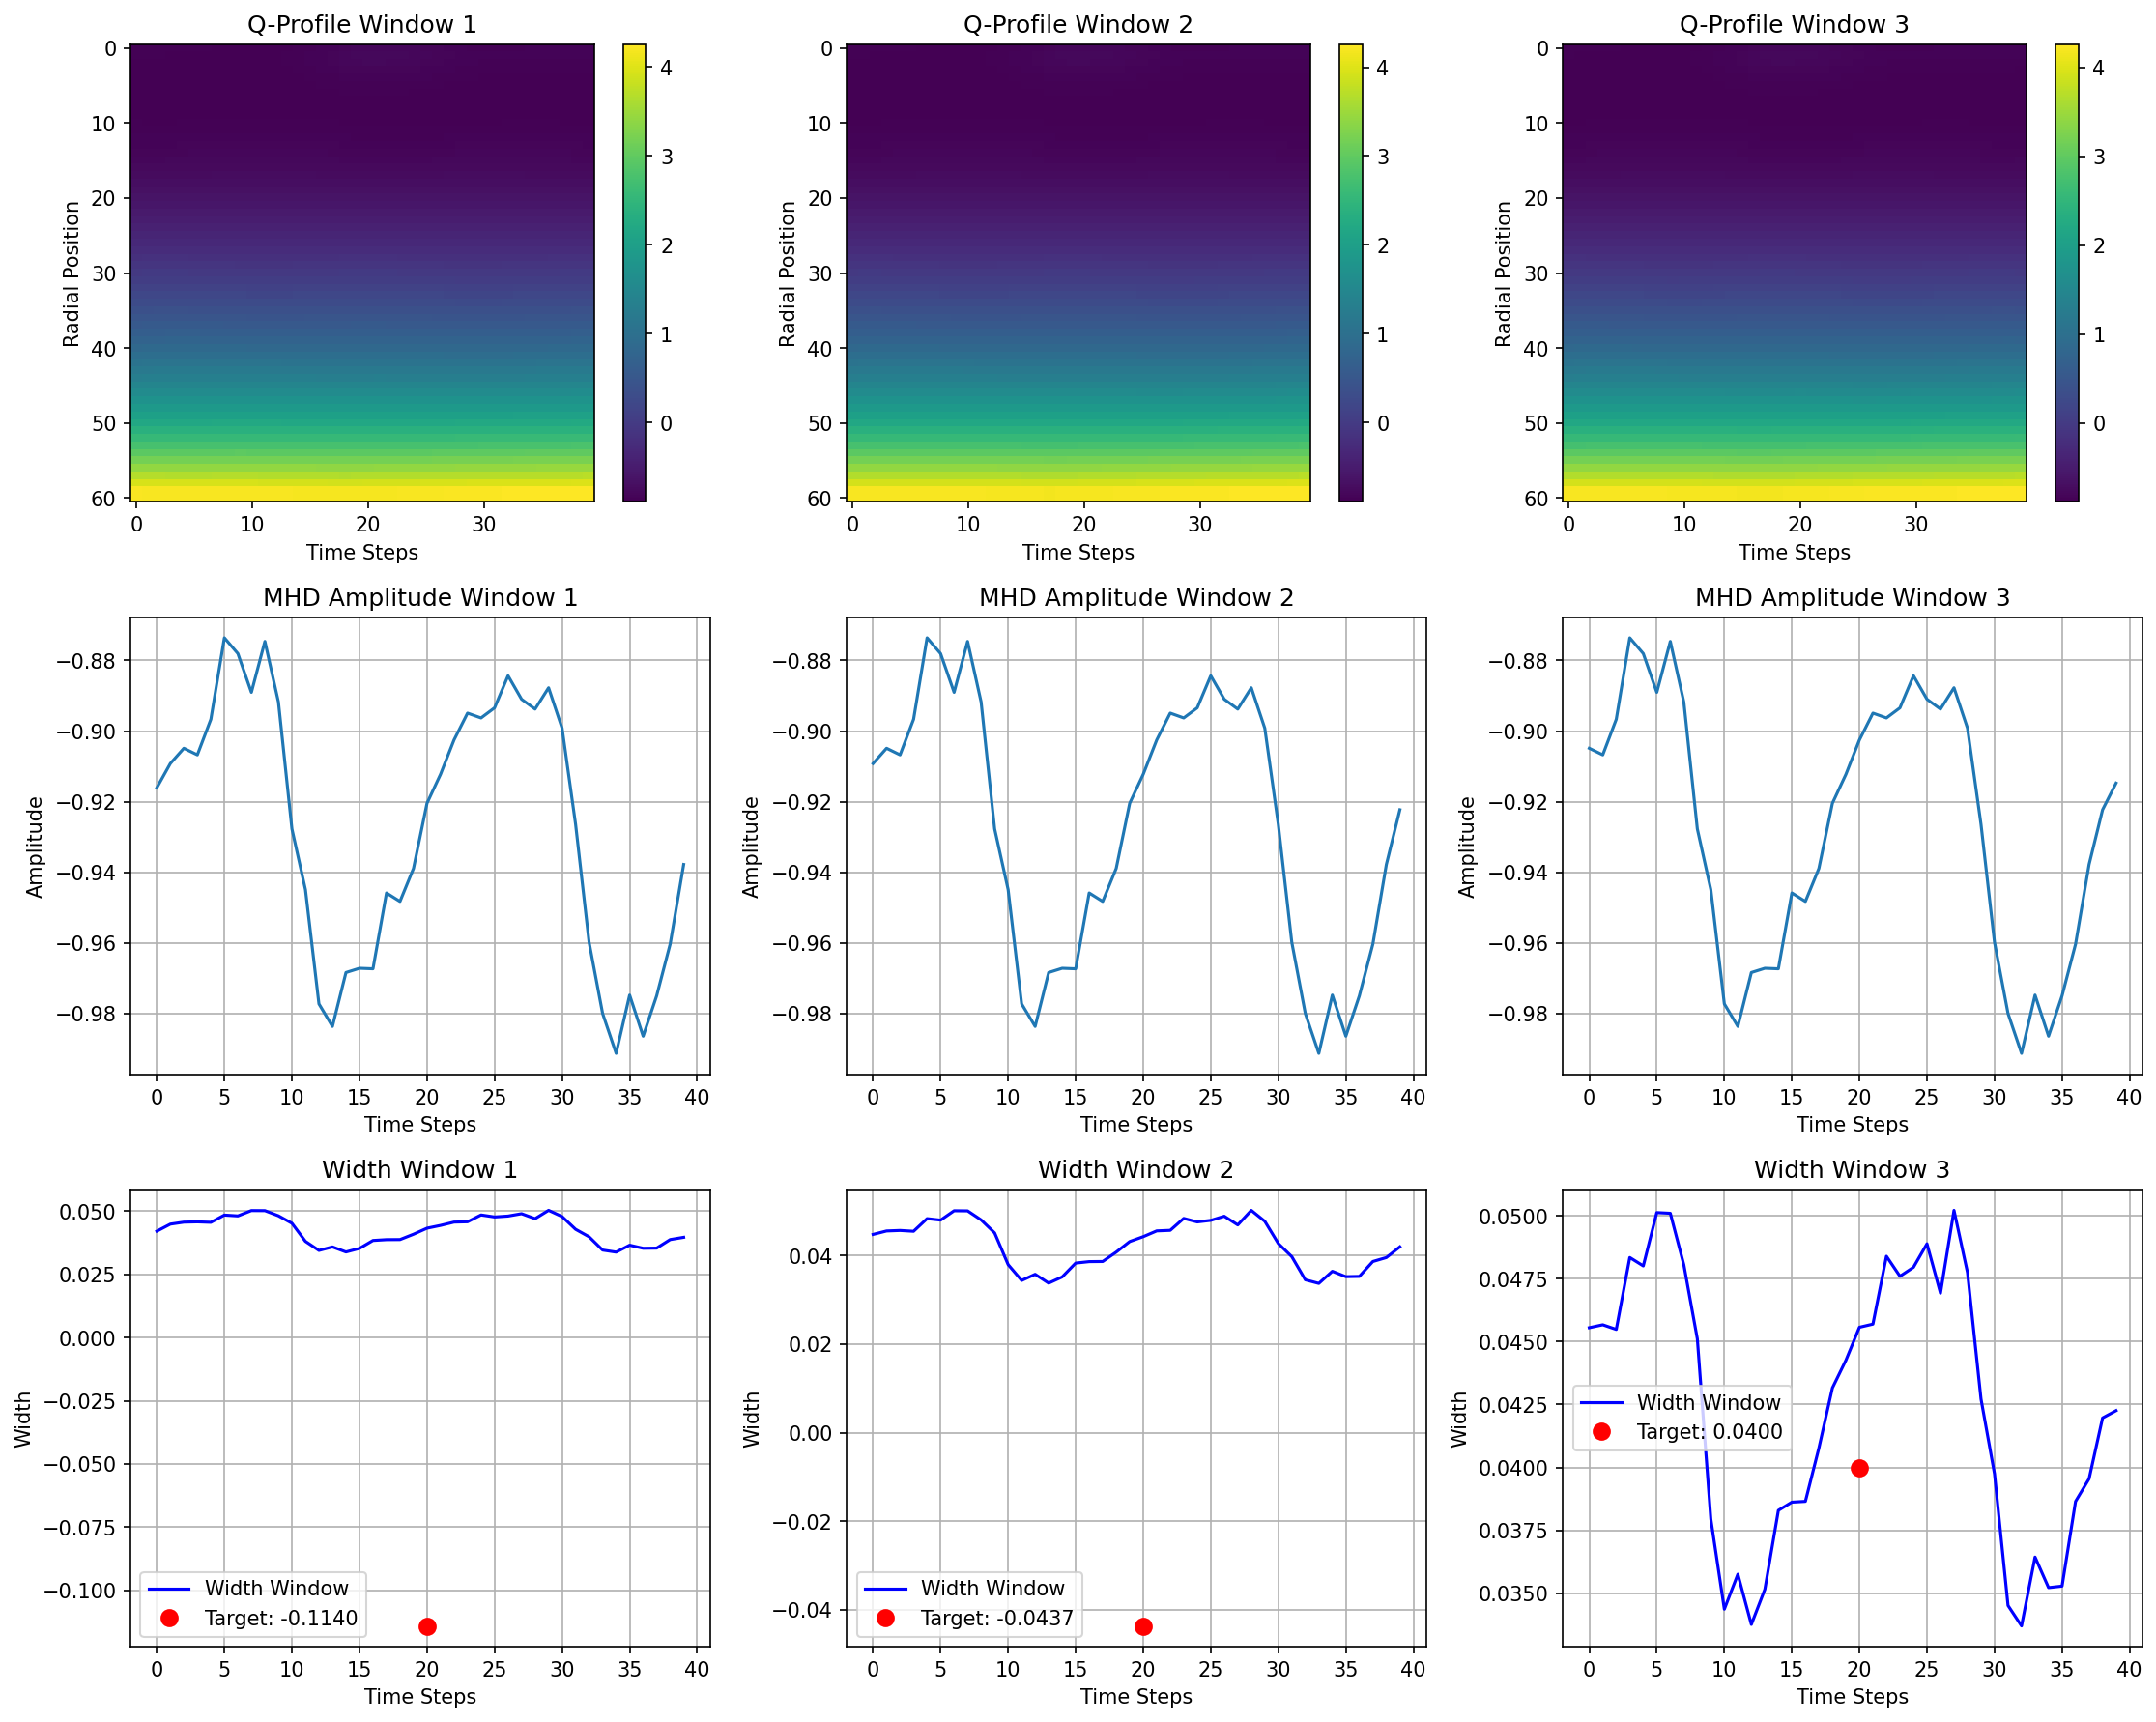 Q-Profile Window 1
0
10
20
30
40
50
60
Radial Position
0 10 20 30
Time Steps
4
3
2
1
0
Q-Profile Window 2
0
10
20
30
40
50
60
Radial Position
0 10 20 30
Time Steps
4
3
2
1
0
Q-Profile Window 3
0
10
20
30
40
50
60
Radial Position
0 10 20 30
Time Steps
4
3
2
1
0
MHD Amplitude Window 1
−0.88
−0.90
−0.92
−0.94
−0.96
−0.98
Amplitude
0 5 10 15 20 25 30 35 40
Time Steps
MHD Amplitude Window 2
−0.88
−0.90
−0.92
−0.94
−0.96
−0.98
Amplitude
0 5 10 15 20 25 30 35 40
Time Steps
MHD Amplitude Window 3
−0.88
−0.90
−0.92
−0.94
−0.96
−0.98
Amplitude
0 5 10 15 20 25 30 35 40
Time Steps
Width Window 1
0.050
0.025
0.000
−0.025
−0.050
−0.075
−0.100
Width
Width Window
Target: -0.1140
0 5 10 15 20 25 30 35 40
Time Steps
Width Window 2
0.04
0.02
0.00
−0.02
−0.04
Width
Width Window
Target: -0.0437
0 5 10 15 20 25 30 35 40
Time Steps
Width Window 3
0.0500
0.0475
0.0450
0.0425
0.0400
0.0375
0.0350
Width
Width Window
Target: 0.0400
0 5 10 15 20 25 30 35 40
Time Steps